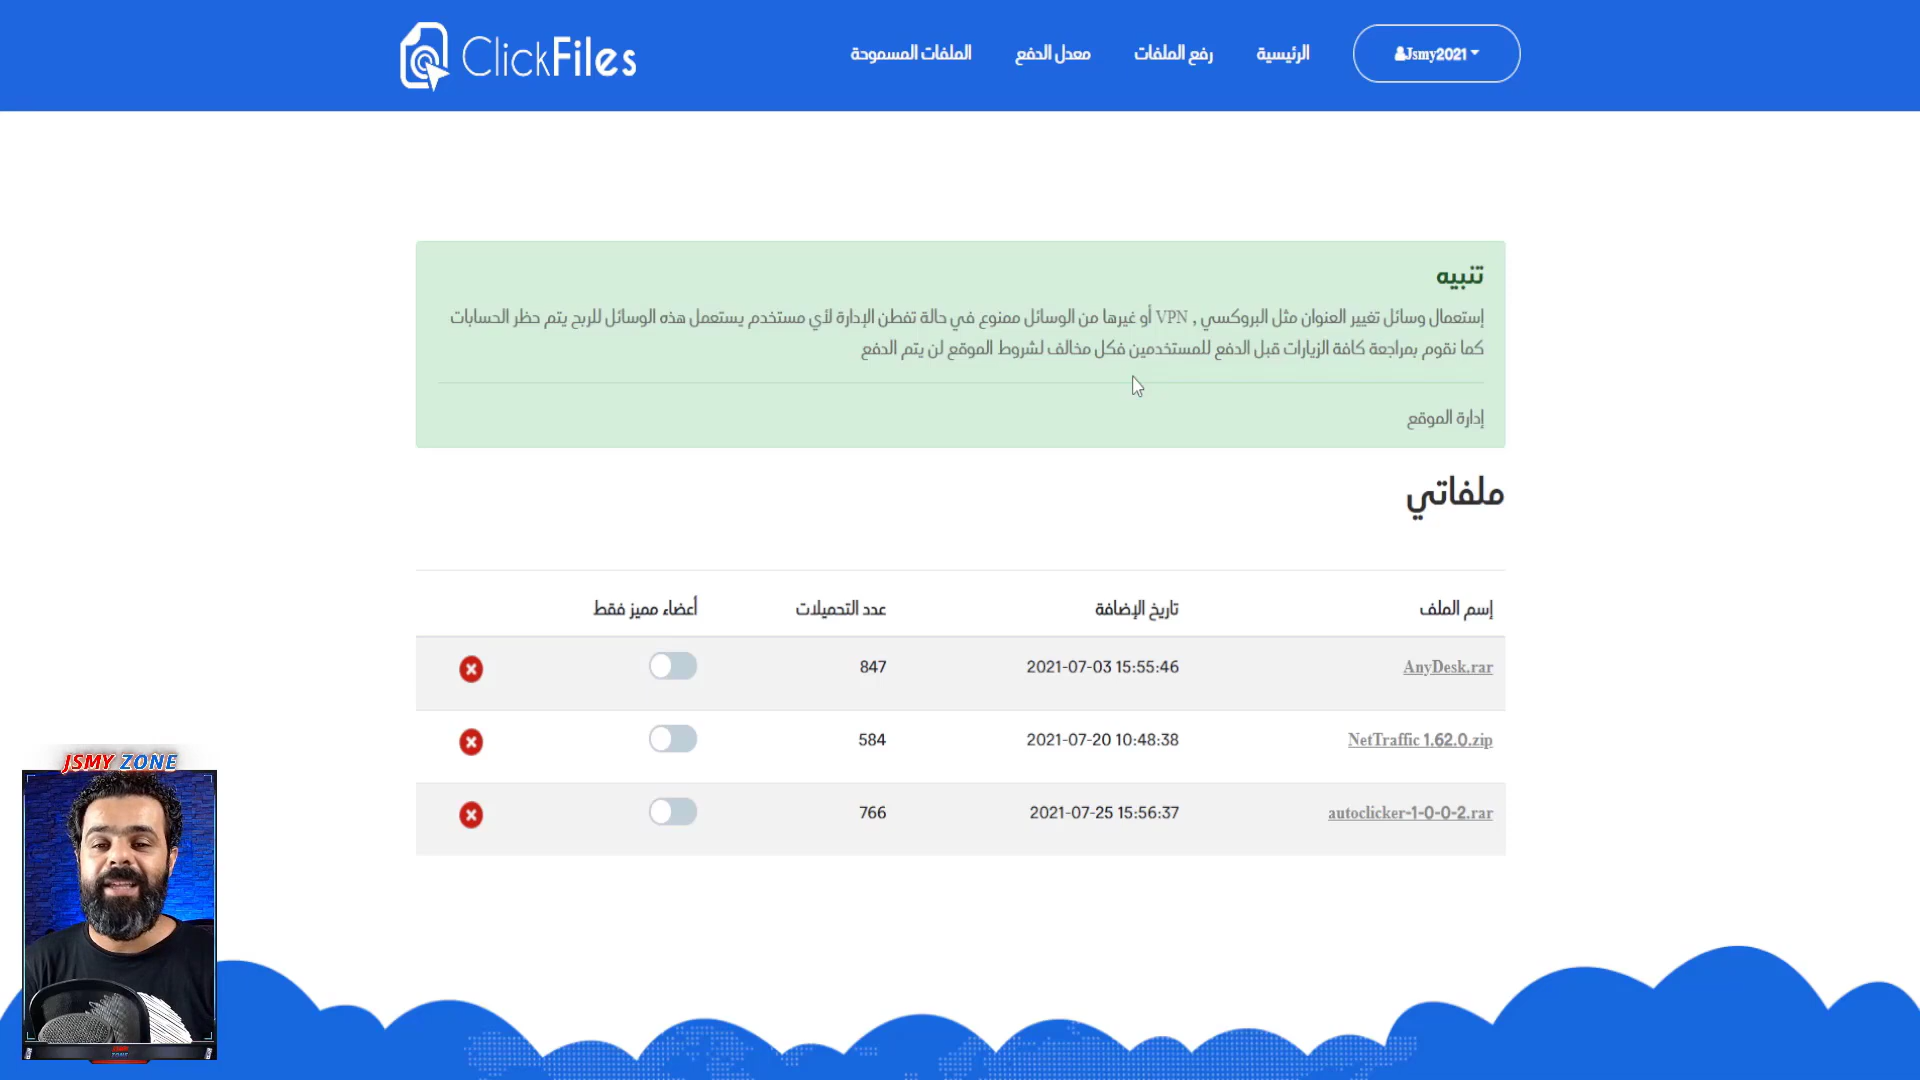 ClickFiles
Jsmy2021
الرئيسية
رفع الملفات
معدل الدفع
الملفات المسموحة
تنبيه
إستعمال وسائل تغيير العنوان مثل البروكسي , VPN أو غيرها من الوسائل ممنوع في حالة تفطن الإدارة لأي مستخدم يستعمل هذه الوسائل للربح يتم حظر الحسابات
كما نقوم بمراجعة كافة الزيارات قبل الدفع للمستخدمين فكل مخالف لشروط الموقع لن يتم الدفع
إدارة الموقع
ملفاتي
إسم الملف تاريخ الإضافة عدد التحميلات أعضاء مميز فقط
AnyDesk.rar 2021-07-03 15:55:46 847
NetTraffic 1.62.0.zip 2021-07-20 10:48:38 584
autoclicker-1-0-0-2.rar 2021-07-25 15:56:37 766
JSMY ZONE
JSMY
ZONE